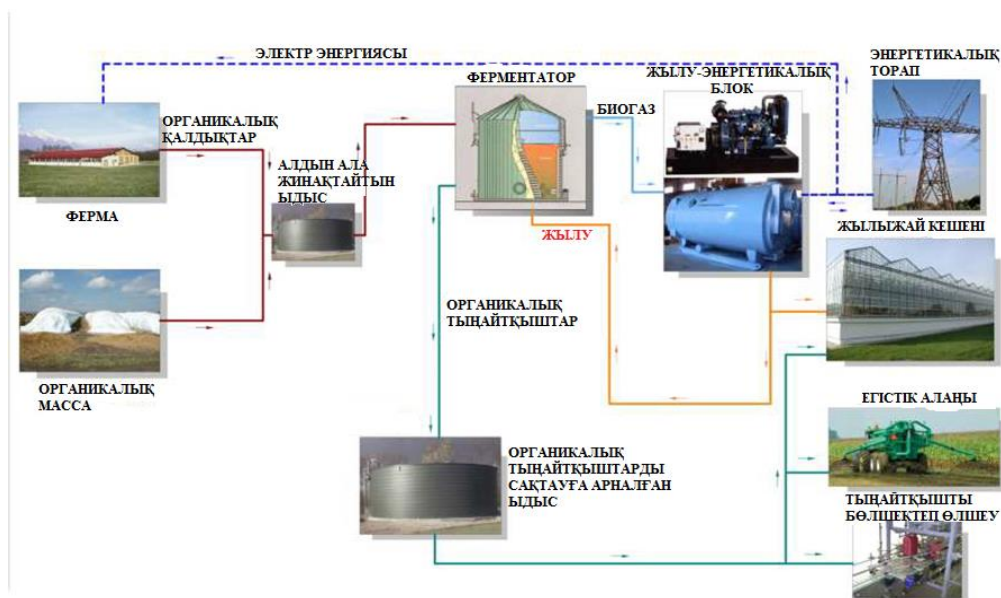 ЭЛЕКТР ЭНЕРГИЯСЫ
ФЕРМЕНТАТОР
ЖЫЛУ-ЭНЕРГЕТИКАЛЫҚ
БЛОК
ЭНЕРГЕТИКАЛЫҚ
ТОРАП
БИОГАЗ
ОРГАНИКАЛЫҚ
ҚАЛДЫҚТАР
АЛДЫН АЛА
ЖИНАҚТАЙТЫН
ЫДЫС
ФЕРМА
ЖЫЛУ
ЖЫЛЫЖАЙ КЕШЕНІ
ОРГАНИКАЛЫҚ
ТЫҢАЙТҚЫШТАР
ОРГАНИКАЛЫҚ
МАССА
ЕГІСТІК АЛАҢЫ
ОРГАНИКАЛЫҚ
ТЫҢАЙТҚЫШТАРДЫ
САҚТАУҒА АРНАЛҒАН
ЫДЫС
ТЫҢАЙТҚЫШТЫ
БӨЛШЕКТЕП ӨЛШЕУ